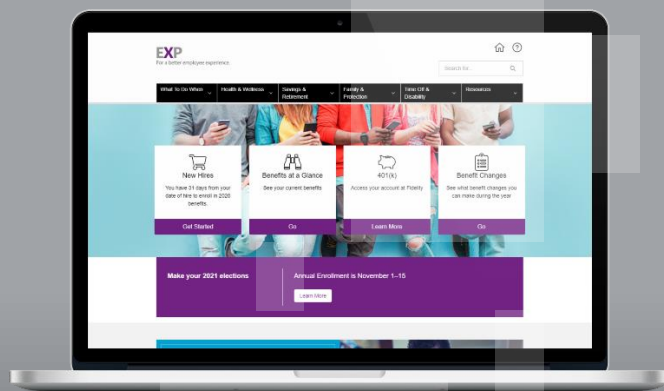 EXP
For a better employee experience.
Search for...
What To Do When
Health & Wellness
Savings &
Retirement
Family &
Protection
Time Off &
Disability
Resources
New Hires
You have 31 days from your
date of hire to enroll in 2020
benefits.
Get Started
Benefits at a Glance
See your current benefits
Go
401(k)
Access your account at Fidelity
Learn More
Benefit Changes
See what benefit changes you
can make during the year
Go
Make your 2021 elections
Annual Enrollment is November 1–15
Learn More